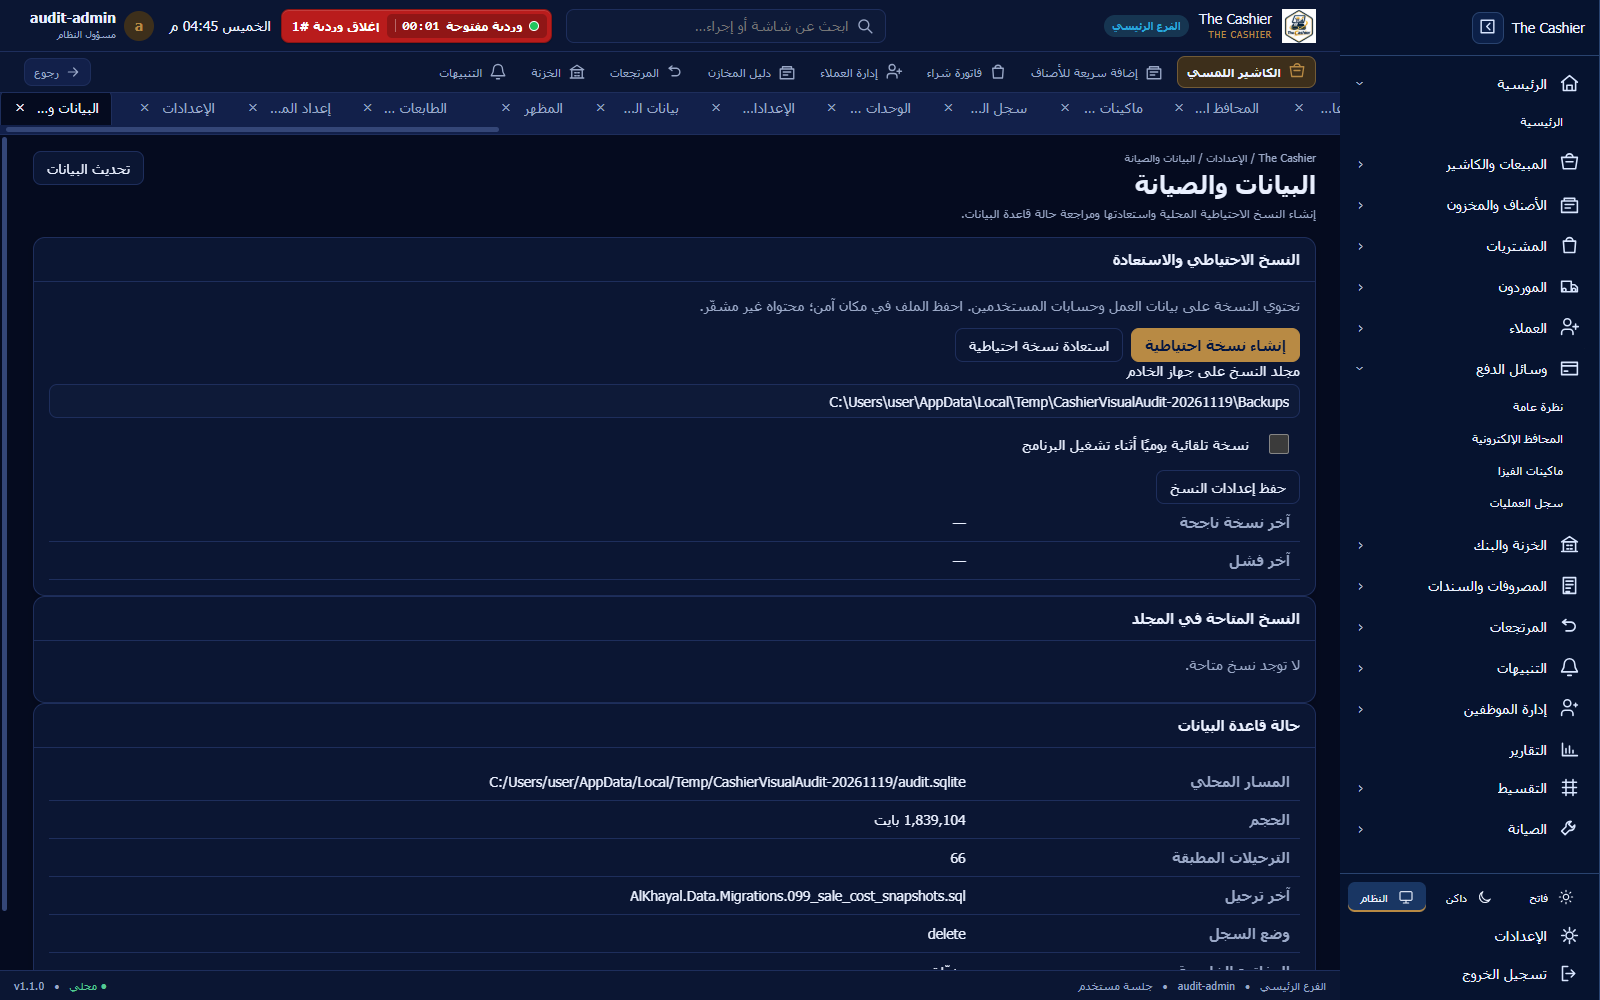 The Cashier
الرئيسية
الرئيسية
المبيعات والكاشير
الأصناف والمخزون
المشتريات
الموردون
العملاء
وسائل الدفع
نظرة عامة
المحافظ الإلكترونية
ماكينات الفيزا
سجل العمليات
الخزنة والبنك
المصروفات والسندات
المرتجعات
التنبيهات
إدارة الموظفين
التقارير
التقسيط
الصيانة
فاتح
داكن
النظام
الإعدادات
تسجيل الخروج
The Cashier
THE CASHIER
الفرع الرئيسي
ابحث عن شاشة أو إجراء...
وردية مفتوحة 00:01 | إغلاق وردية #1
الخميس 04:45 م
a
audit-admin
مسؤول النظام
الكاشير اللمسي
إضافة سريعة للأصناف
فاتورة شراء
إدارة العملاء
دليل المخازن
المرتجعات
الخزنة
التنبيهات
رجوع
المحافظ ا...
ماكينات ...
سجل الـ...
الوحدات ...
الإعدادا...
بيانات الـ...
المظهر
الطابعات ...
إعداد المـ...
الإعدادات
البيانات و...
The Cashier / الإعدادات / البيانات والصيانة
البيانات والصيانة
إنشاء النسخ الاحتياطية المحلية واستعادتها ومراجعة حالة قاعدة البيانات.
تحديث البيانات
النسخ الاحتياطي والاستعادة
تحتوي النسخة على بيانات العمل وحسابات المستخدمين. احفظ الملف في مكان آمن؛ محتواه غير مشفّر.
إنشاء نسخة احتياطية
استعادة نسخة احتياطية
مجلد النسخ على جهاز الخادم
C:\Users\user\AppData\Local\Temp\CashierVisualAudit-20261119\Backups
نسخة تلقائية يوميًا أثناء تشغيل البرنامج
حفظ إعدادات النسخ
آخر نسخة ناجحة —
آخر فشل —
النسخ المتاحة في المجلد
لا توجد نسخ متاحة.
حالة قاعدة البيانات
المسار المحلي C:/Users/user/AppData/Local/Temp/CashierVisualAudit-20261119/audit.sqlite
الحجم 1,839,104 بايت
الترحيلات المطبقة 66
آخر ترحيل AlKhayal.Data.Migrations.099_sale_cost_snapshots.sql
وضع السجل delete
الفرع الرئيسي • audit-admin • جلسة مستخدم
محلي • v1.1.0